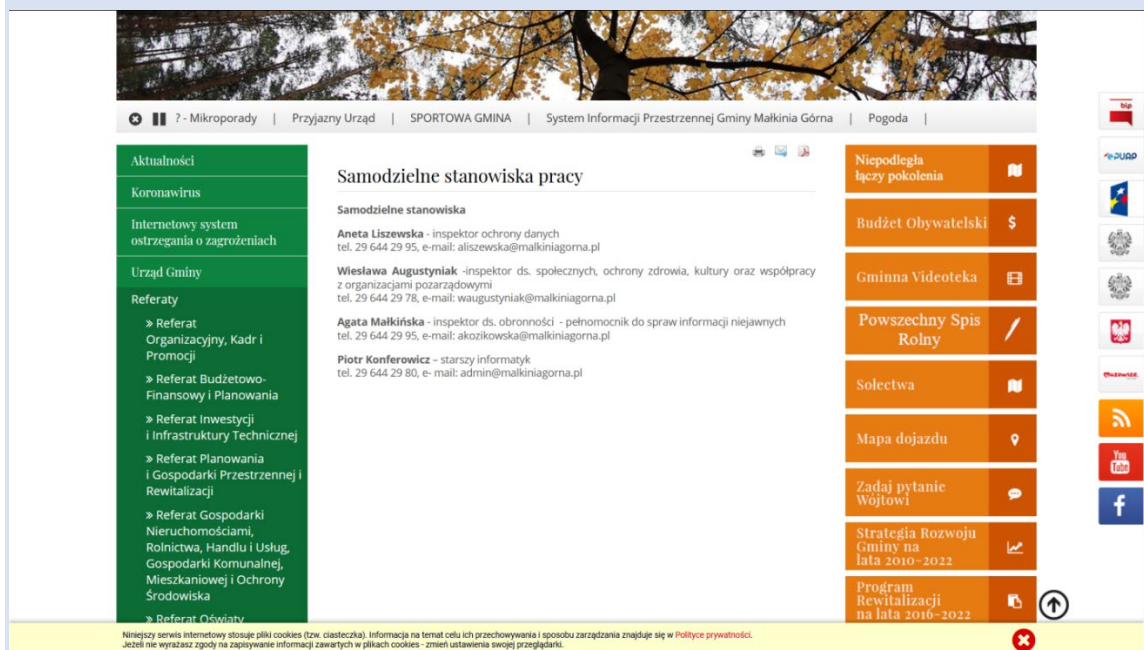 ? - Mikroporady | Przyjazny Urząd | SPORTOWA GMINA | System Informacji Przestrzennej Gminy Małkinia Górna | Pogoda |
Aktualności
Koronawirus
Internetowy system
ostrzegania o zagrożeniach
Urząd Gminy
Referaty
» Referat
Organizacyjny, Kadr i
Promocji
» Referat Budżetowo-
Finansowy i Planowania
» Referat Inwestycji
i Infrastruktury Technicznej
» Referat Planowania
i Gospodarki Przestrzennej i
Rewitalizacji
» Referat Gospodarki
Nieruchomościami,
Rolnictwa, Handlu i Usług,
Gospodarki Komunalnej,
Mieszkaniowej i Ochrony
Środowiska
» Referat Oświaty
Samodzielne stanowiska pracy
Samodzielne stanowiska
Aneta Liszewska - inspektor ochrony danych
tel. 29 644 29 95, e-mail: aliszewska@malkiniagorna.pl
Wiesława Augustyniak -inspektor ds. społecznych, ochrony zdrowia, kultury oraz współpracy
z organizacjami pozarządowymi
tel. 29 644 29 78, e-mail: waugustyniak@malkiniagorna.pl
Agata Małkińska - inspektor ds. obronności - pełnomocnik do spraw informacji niejawnych
tel. 29 644 29 95, e-mail: akozikowska@malkiniagorna.pl
Piotr Konferowicz – starszy informatyk
tel. 29 644 29 80, e- mail: admin@malkiniagorna.pl
Niepodległa
łączy pokolenia
Budżet Obywatelski
Gminna Videoteka
Powszechny Spis
Rolny
Sołectwa
Mapa dojazdu
Zadaj pytanie
Wójtowi
Strategia Rozwoju
Gminy na
lata 2010-2022
Program
Rewitalizacji
na lata 2016-2022
bip
ePUAP
Mazowsze.
You
Tube
f
Niniejszy serwis internetowy stosuje pliki cookies (tzw. ciasteczka). Informacja na temat celu ich przechowywania i sposobu zarządzania znajduje się w Polityce prywatności.
Jeżeli nie wyrażasz zgody na zapisywanie informacji zawartych w plikach cookies - zmień ustawienia swojej przeglądarki.